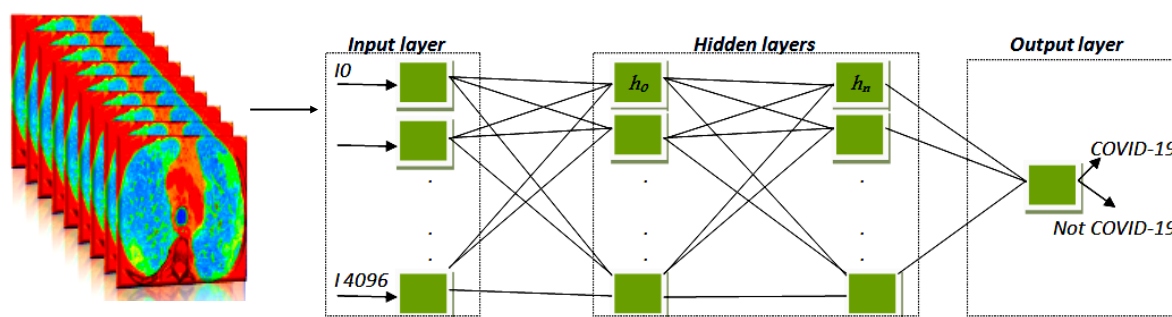 Input layer
Hidden layers
Output layer
I0
h0
hn
COVID-19
Not COVID-19
I 4096